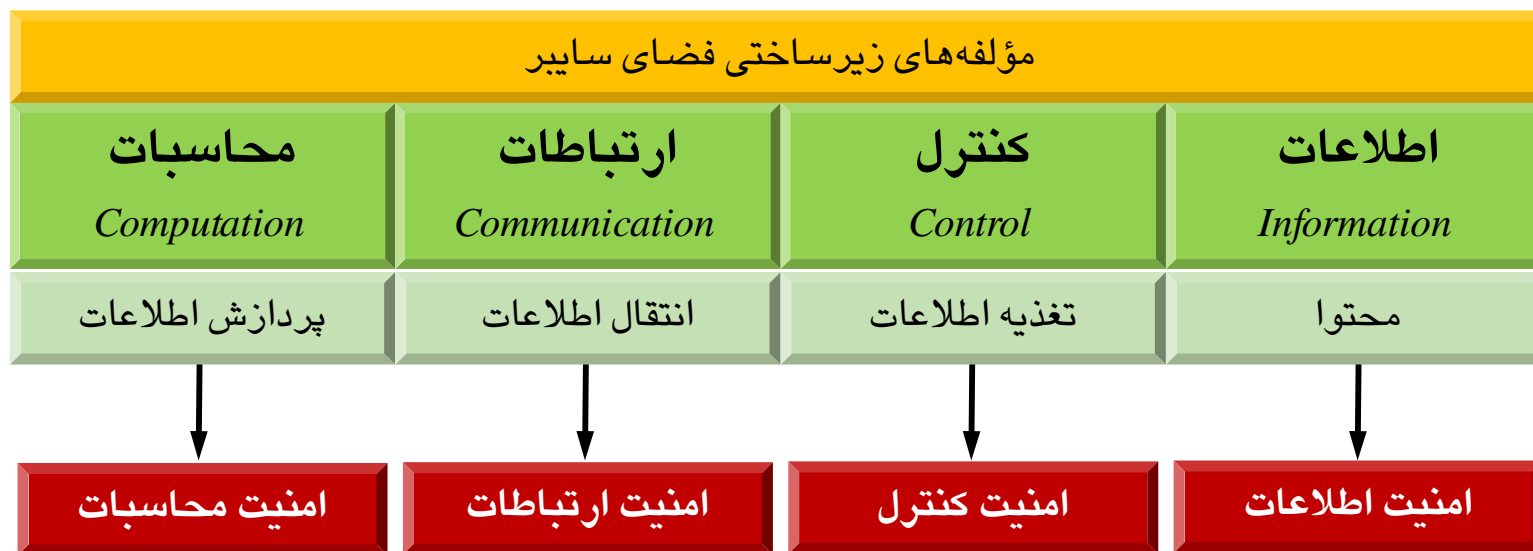 مؤلفه‌های زیرساختی فضای سایبر
اطلاعات
کنترل
ارتباطات
محاسبات
Information
Control
Communication
Computation
محتوا
تغذیه اطلاعات
انتقال اطلاعات
پردازش اطلاعات
امنیت اطلاعات
امنیت کنترل
امنیت ارتباطات
امنیت محاسبات